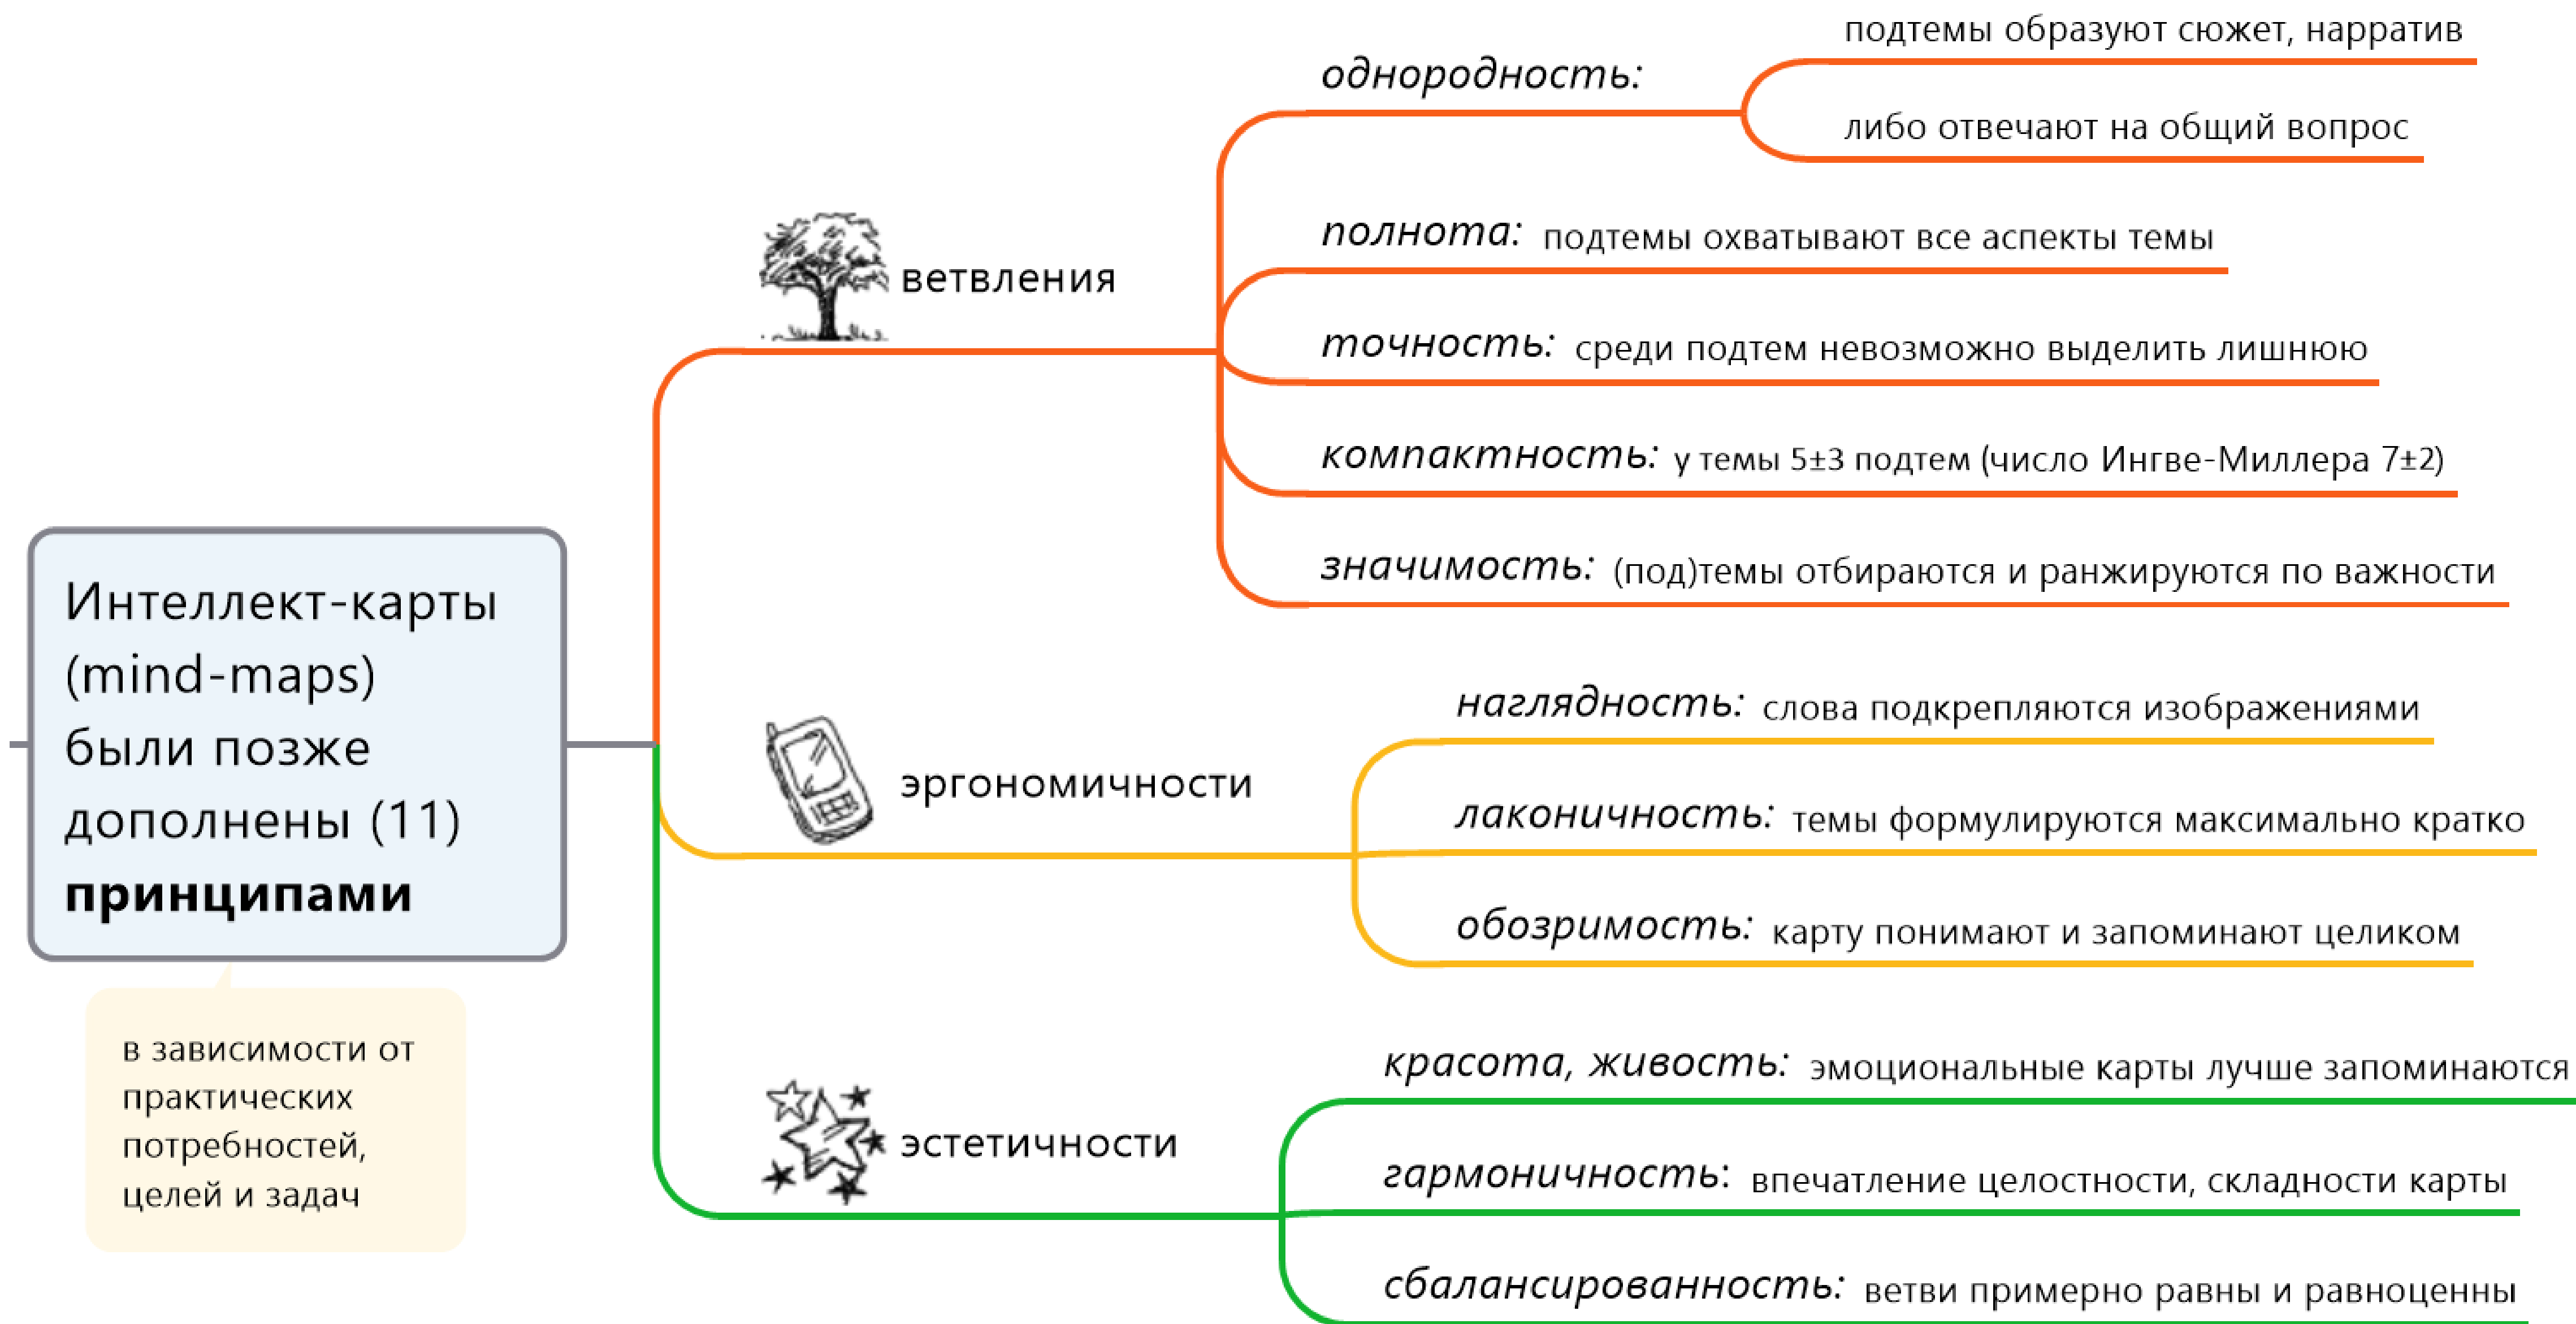 Интеллект-карты
(mind-maps)
были позже
дополнены (11)
принципами
в зависимости от
практических
потребностей,
целей и задач
ветвления
однородность:
подтемы образуют сюжет, нарратив
либо отвечают на общий вопрос
полнота: подтемы охватывают все аспекты темы
точность: среди подтем невозможно выделить лишнюю
компактность: у темы 5±3 подтем (число Ингве-Миллера 7±2)
значимость: (под)темы отбираются и ранжируются по важности
эргономичности
наглядность: слова подкрепляются изображениями
лаконичность: темы формулируются максимально кратко
обозримость: карту понимают и запоминают целиком
эстетичности
красота, живость: эмоциональные карты лучше запоминаются
гармоничность: впечатление целостности, складности карты
сбалансированность: ветви примерно равны и равноценны